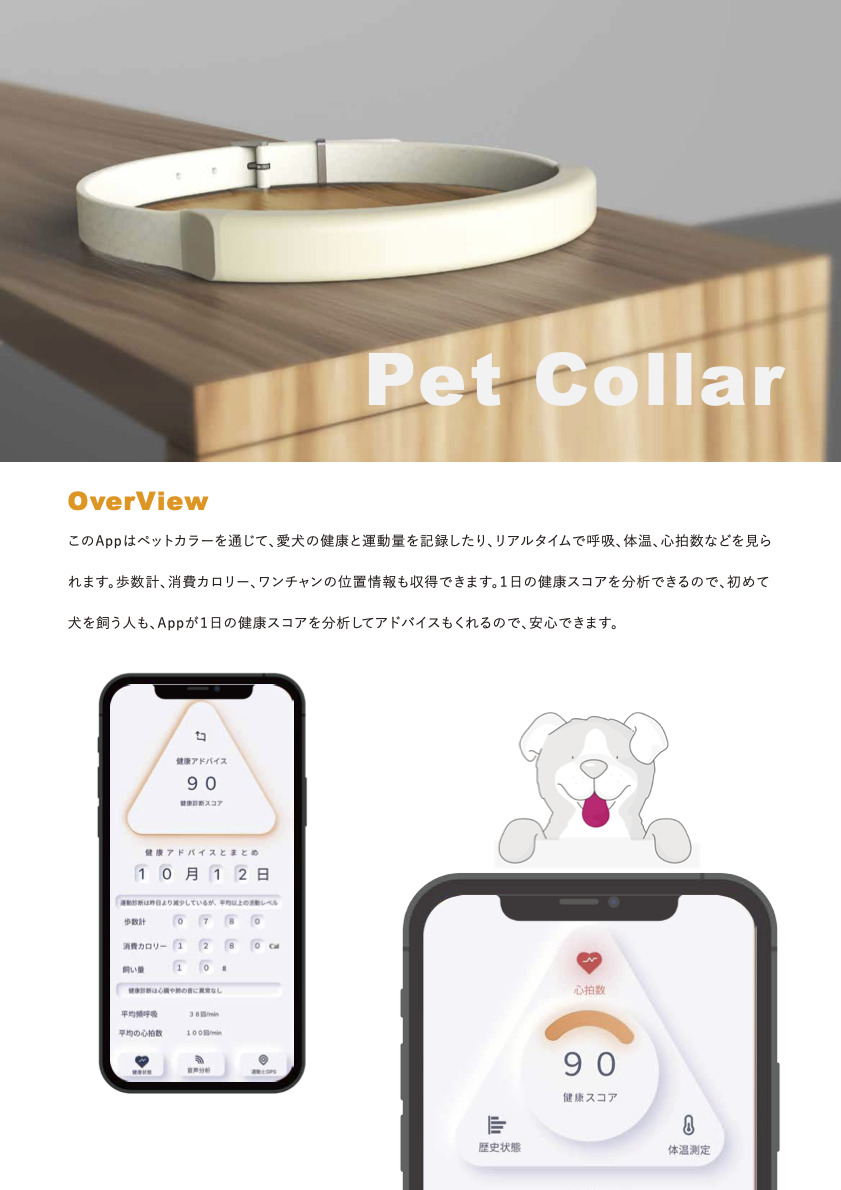 Pet Collar
OverView
このAppはペットカラーを通じて、愛犬の健康と運動量を記録したり、リアルタイムで呼吸、体温、心拍数などを見ら
れます。歩数計、消費カロリー、ワンチャンの位置情報も収得できます。1日の健康スコアを分析できるので、初めて
犬を飼う人も、Appが1日の健康スコアを分析してアドバイスもくれるので、安心できます。
健康アドバイス
90
健康診断スコア
健康アドバイスとまとめ
10月12日
運動診断は昨日より減少しているが、平均以上の活動レベル
歩数計 0 7 8 0
消費カロリー 1 2 8 0 Cal
飼い量 1 0 g
健康診断は心臓や肺の音に異常なし
平均頻呼吸 38回/min
平均の心拍数 100回/min
健康状態 音声分析 運動とGPS
心拍数
90
健康スコア
歴史状態 体温測定